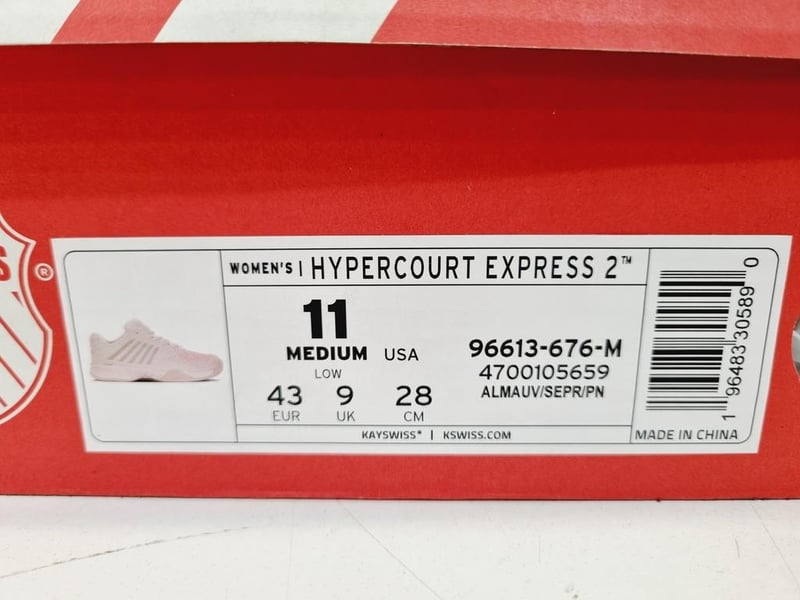 S
®
WOMEN'S | HYPERCOURT EXPRESS 2™
11
MEDIUM USA
LOW
43 9 28
EUR UK CM
96613-676-M
4700105659
ALMAUV/SEPR/PN
KAYSWISS* | KSWISS.COM
1 96483 30589 0
MADE IN CHINA